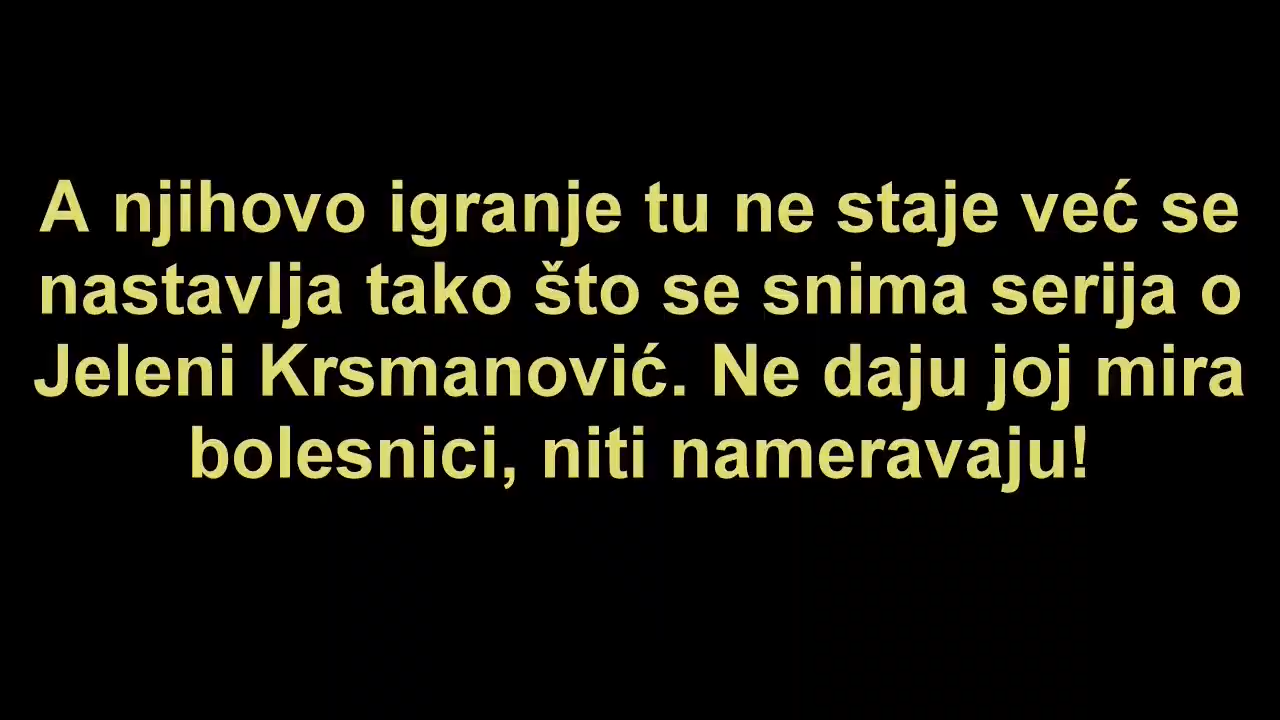 A njihovo igranje tu ne staje već se
nastavlja tako što se snima serija o
Jeleni Krsmanović. Ne daju joj mira
bolesnici, niti nameravaju!